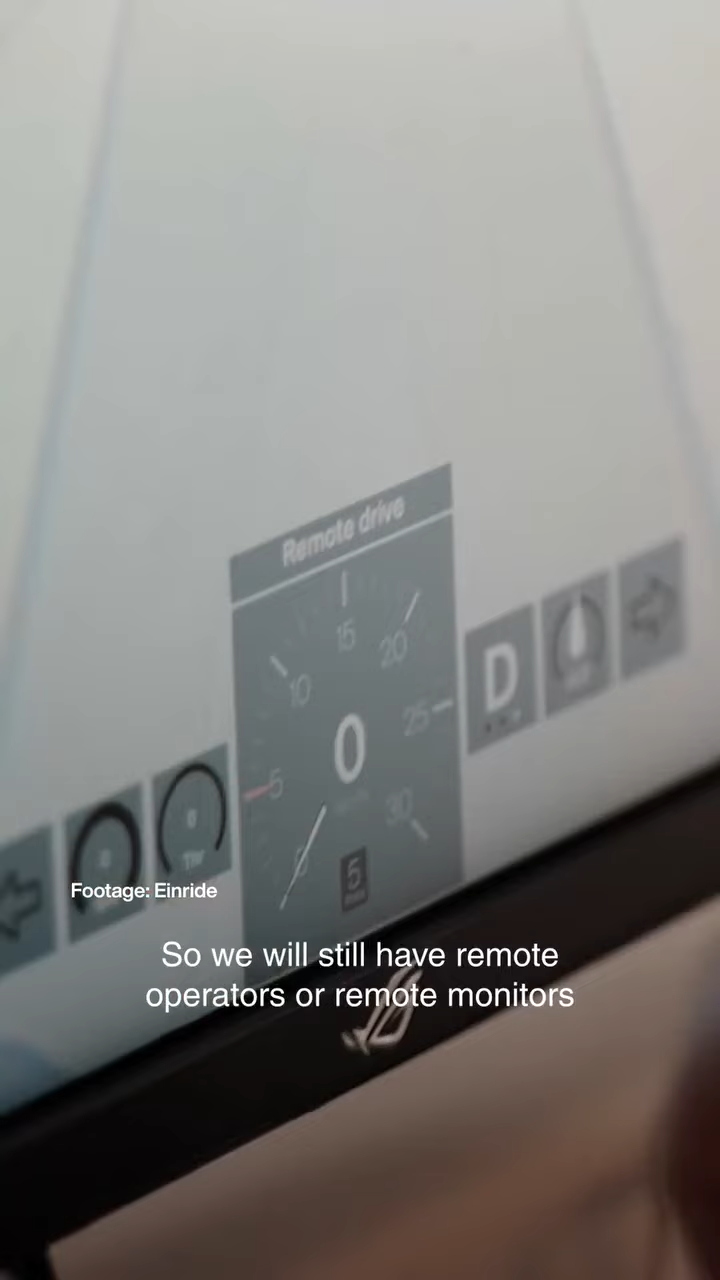 Remote drive
15
10
20
25
5
0
30
D
5
Footage: Einride
So we will still have remote
operators or remote monitors